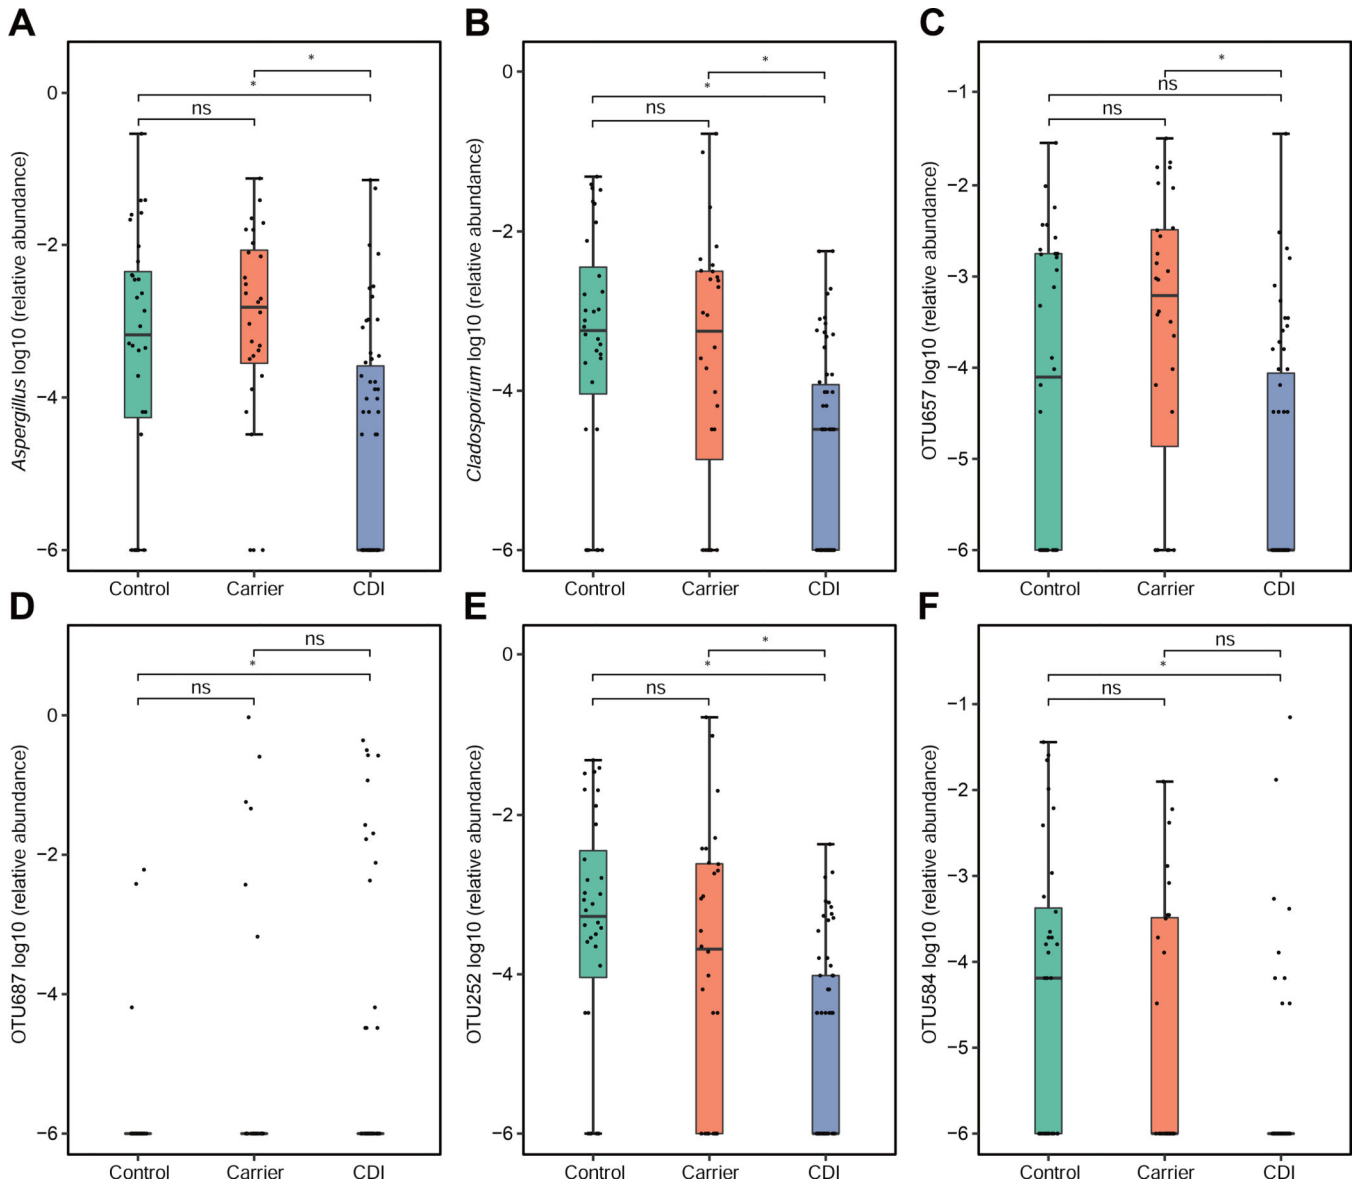 A
B
C
*
*
ns
0
−2
−4
−6
Aspergillus log10 (relative abundance)
Control
Carrier
CDI
*
*
ns
0
−2
−4
−6
Cladosporium log10 (relative abundance)
Control
Carrier
CDI
*
ns
ns
−1
−2
−3
−4
−5
−6
OTU657 log10 (relative abundance)
Control
Carrier
CDI
D
E
F
ns
*
ns
0
−2
−4
−6
OTU687 log10 (relative abundance)
Control
Carrier
CDI
*
*
ns
0
−2
−4
−6
OTU252 log10 (relative abundance)
Control
Carrier
CDI
ns
*
ns
−1
−2
−3
−4
−5
−6
OTU584 log10 (relative abundance)
Control
Carrier
CDI